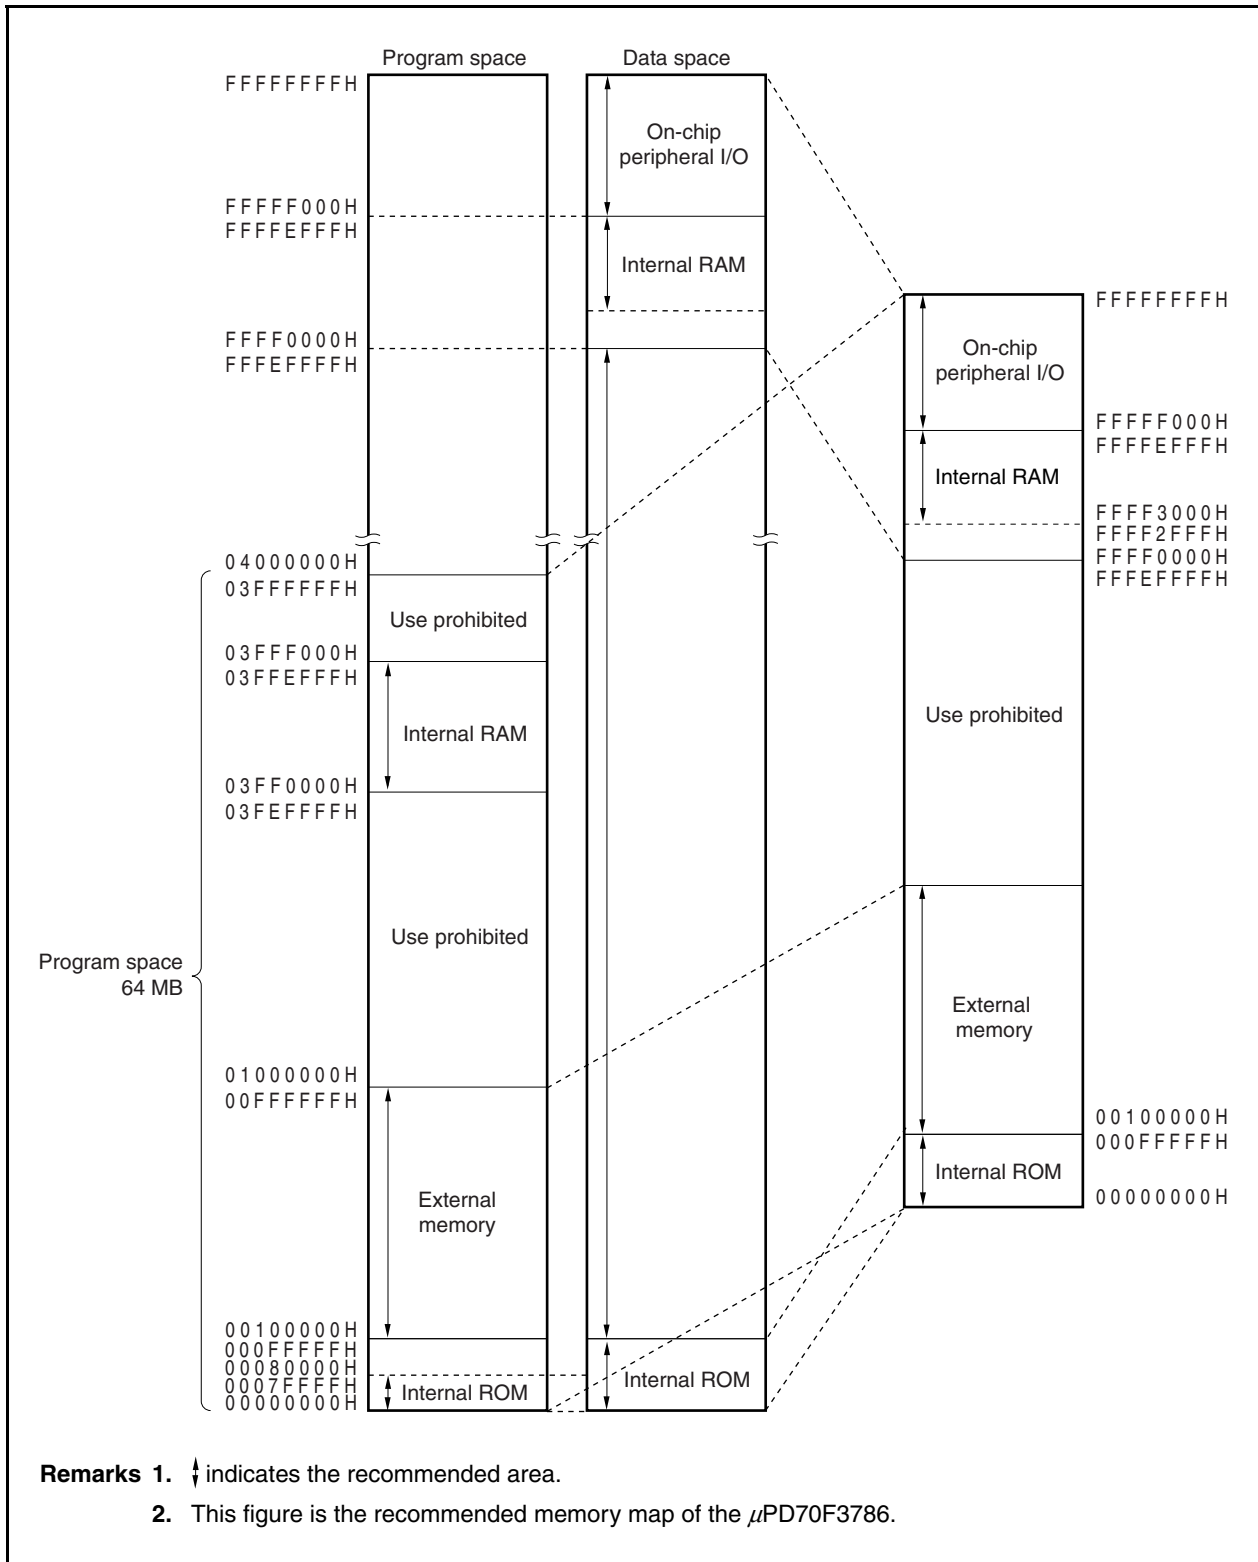 Program space
Data space
FFFFFFFFH
On-chip
peripheral I/O
FFFFF000H
FFFFEFFFH
Internal RAM
FFFF0000H
FFFEFFFFH
04000000H
03FFFFFFH
Use prohibited
03FFF000H
03FFEFFFH
Internal RAM
03FF0000H
03FEFFFFH
Use prohibited
Program space
64 MB
01000000H
00FFFFFFH
External
memory
00100000H
000FFFFFH
00080000H
0007FFFFH
00000000H
Internal ROM
Internal ROM
FFFFFFFFH
On-chip
peripheral I/O
FFFFF000H
FFFFEFFFH
Internal RAM
FFFF3000H
FFFF2FFFH
FFFF0000H
FFFEFFFFH
Use prohibited
External
memory
00100000H
000FFFFFH
Internal ROM
00000000H
Remarks 1. indicates the recommended area.
2. This figure is the recommended memory map of the μPD70F3786.